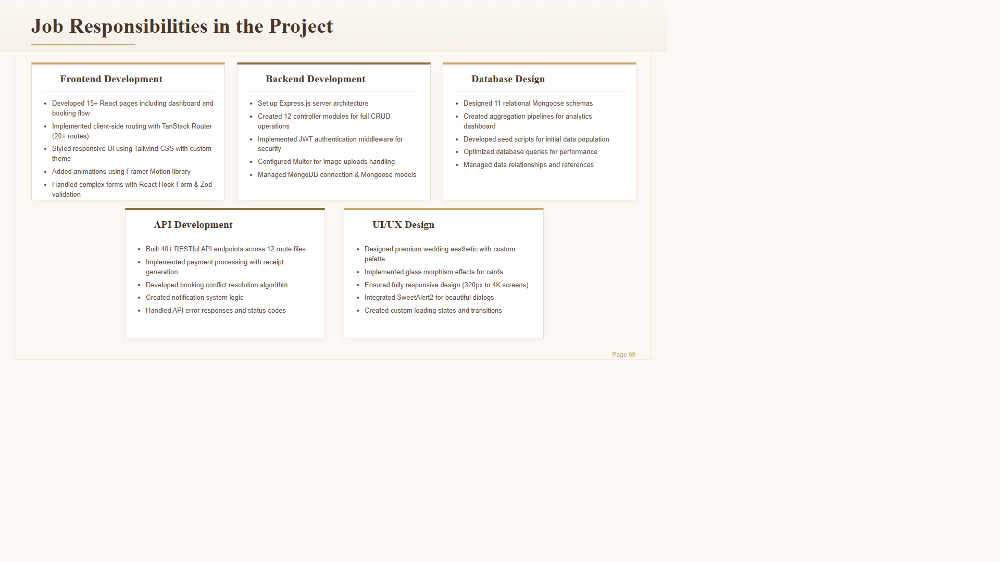 Job Responsibilities in the Project
Frontend Development
• Developed 15+ React pages including dashboard and
booking flow
• Implemented client-side routing with TanStack Router
(20+ routes)
• Styled responsive UI using Tailwind CSS with custom
theme
• Added animations using Framer Motion library
• Handled complex forms with React Hook Form & Zod
validation
Backend Development
• Set up Express.js server architecture
• Created 12 controller modules for full CRUD
operations
• Implemented JWT authentication middleware for
security
• Configured Multer for image uploads handling
• Managed MongoDB connection & Mongoose models
Database Design
• Designed 11 relational Mongoose schemas
• Created aggregation pipelines for analytics
dashboard
• Developed seed scripts for initial data population
• Optimized database queries for performance
• Managed data relationships and references
API Development
• Built 40+ RESTful API endpoints across 12 route files
• Implemented payment processing with receipt
generation
• Developed booking conflict resolution algorithm
• Created notification system logic
• Handled API error responses and status codes
UI/UX Design
• Designed premium wedding aesthetic with custom
palette
• Implemented glass morphism effects for cards
• Ensured fully responsive design (320px to 4K screens)
• Integrated SweetAlert2 for beautiful dialogs
• Created custom loading states and transitions
Page 09